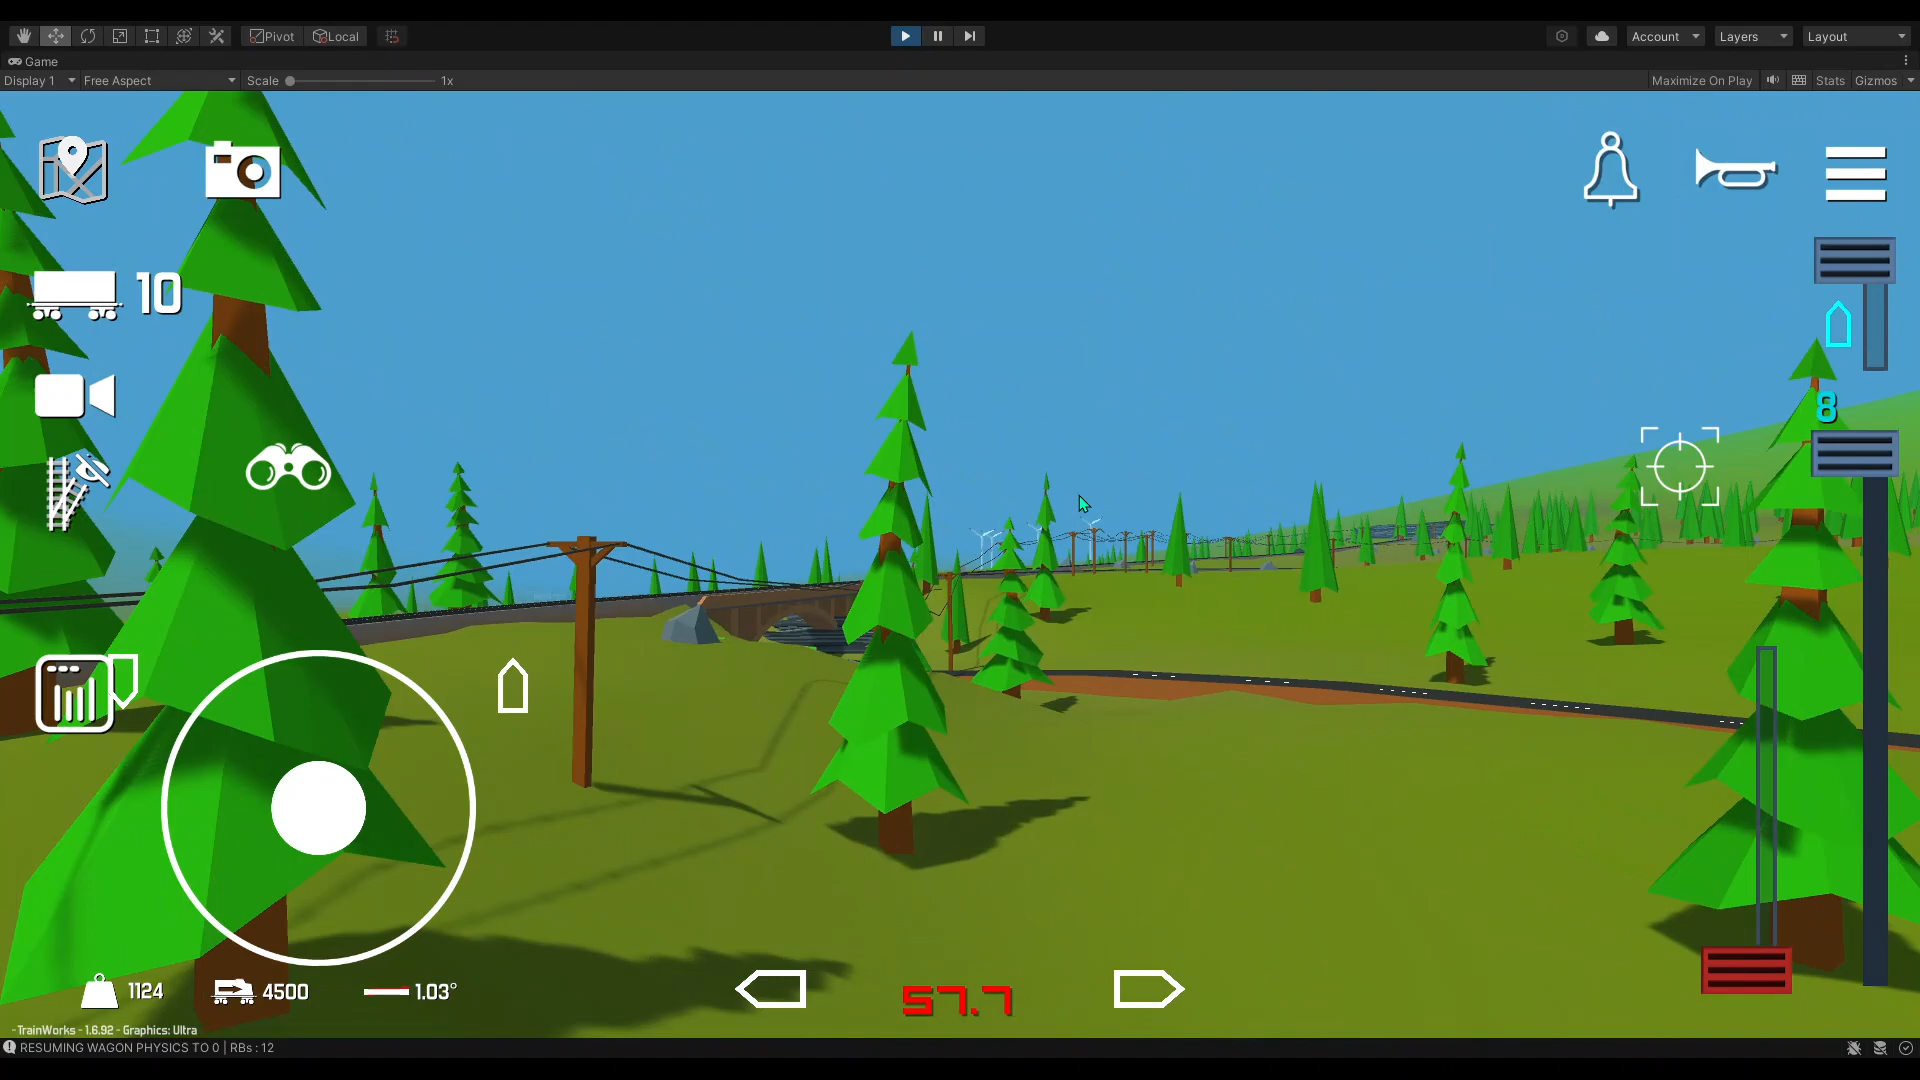 Pivot Local Account Layers Layout
Game
Display 1 Free Aspect Scale 1x Maximize On Play Stats Gizmos
10
8
1124 4500 1.03°
57.7
- TrainWorks - 1.6.92 - Graphics: Ultra
RESUMING WAGON PHYSICS TO 0 | RBs : 12